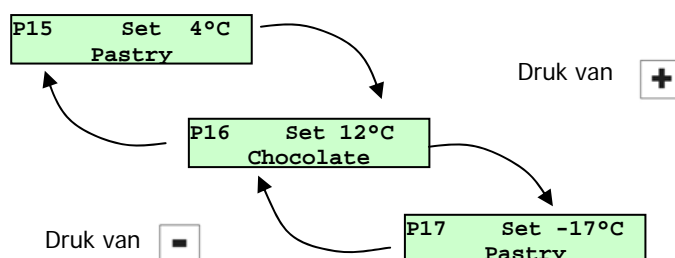 P15 Set 4°C
Pastry
Druk van +
P16 Set 12°C
Chocolate
P17 Set -17°C
Pastry
Druk van -